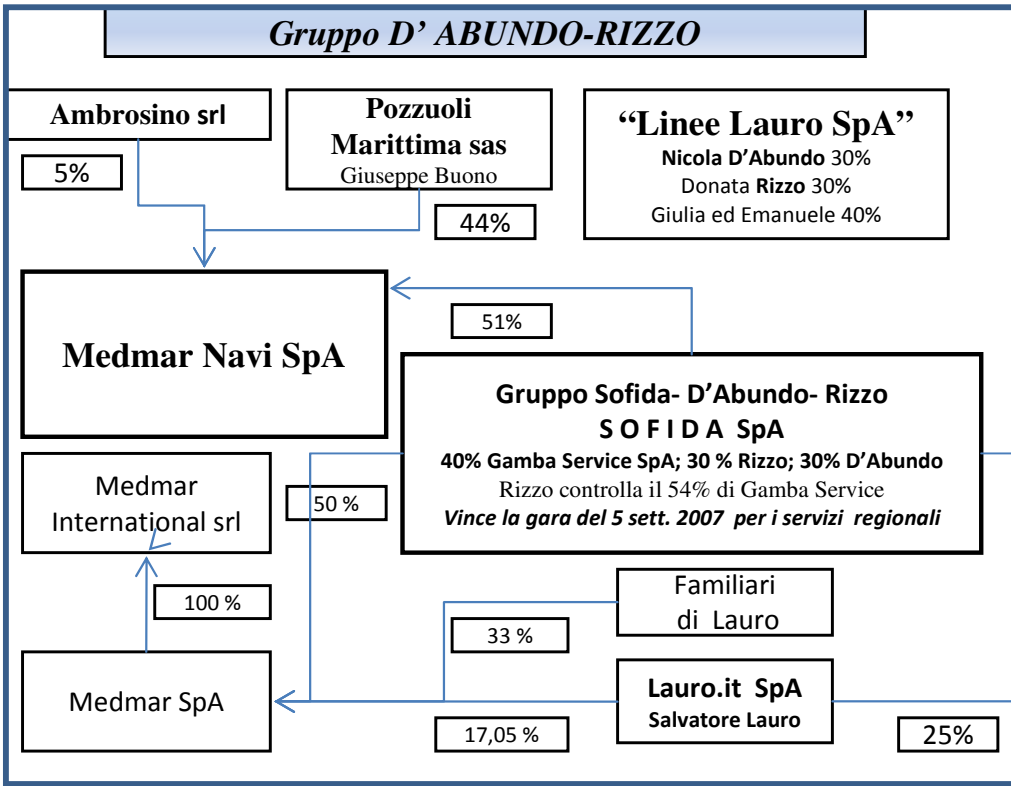 Gruppo D’ ABUNDO-RIZZO
Ambrosino srl
5%
Pozzuoli
Marittima sas
Giuseppe Buono
44%
“Linee Lauro SpA”
Nicola D’Abundo 30%
Donata Rizzo 30%
Giulia ed Emanuele 40%
Medmar Navi SpA
51%
Gruppo Sofida- D’Abundo- Rizzo
S O F I D A SpA
40% Gamba Service SpA; 30 % Rizzo; 30% D’Abundo
Rizzo controlla il 54% di Gamba Service
Vince la gara del 5 sett. 2007 per i servizi regionali
Medmar
International srl
50 %
100 %
Familiari
di Lauro
33 %
Medmar SpA
Lauro.it SpA
Salvatore Lauro
17,05 %
25%